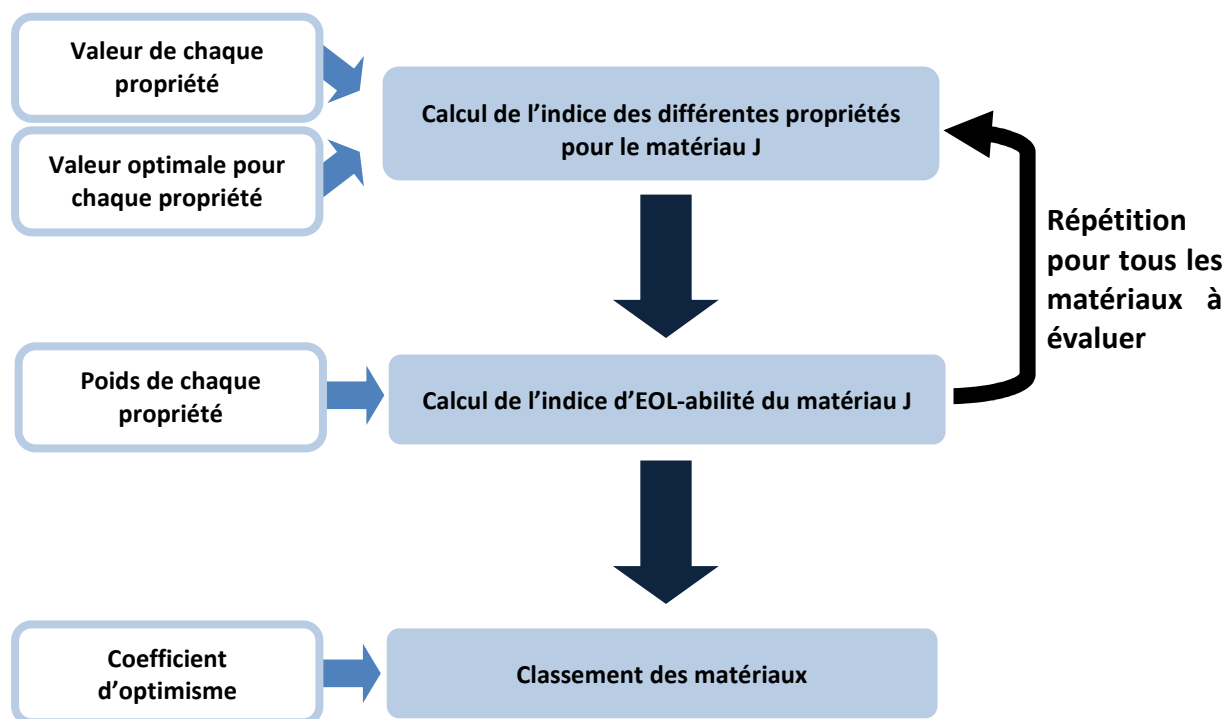 Valeur de chaque
propriété
Valeur optimale pour
chaque propriété
Calcul de l’indice des différentes propriétés
pour le matériau J
Répétition
pour tous les
matériaux à
évaluer
Poids de chaque
propriété
Calcul de l’indice d’EOL-abilité du matériau J
Coefficient
d’optimisme
Classement des matériaux